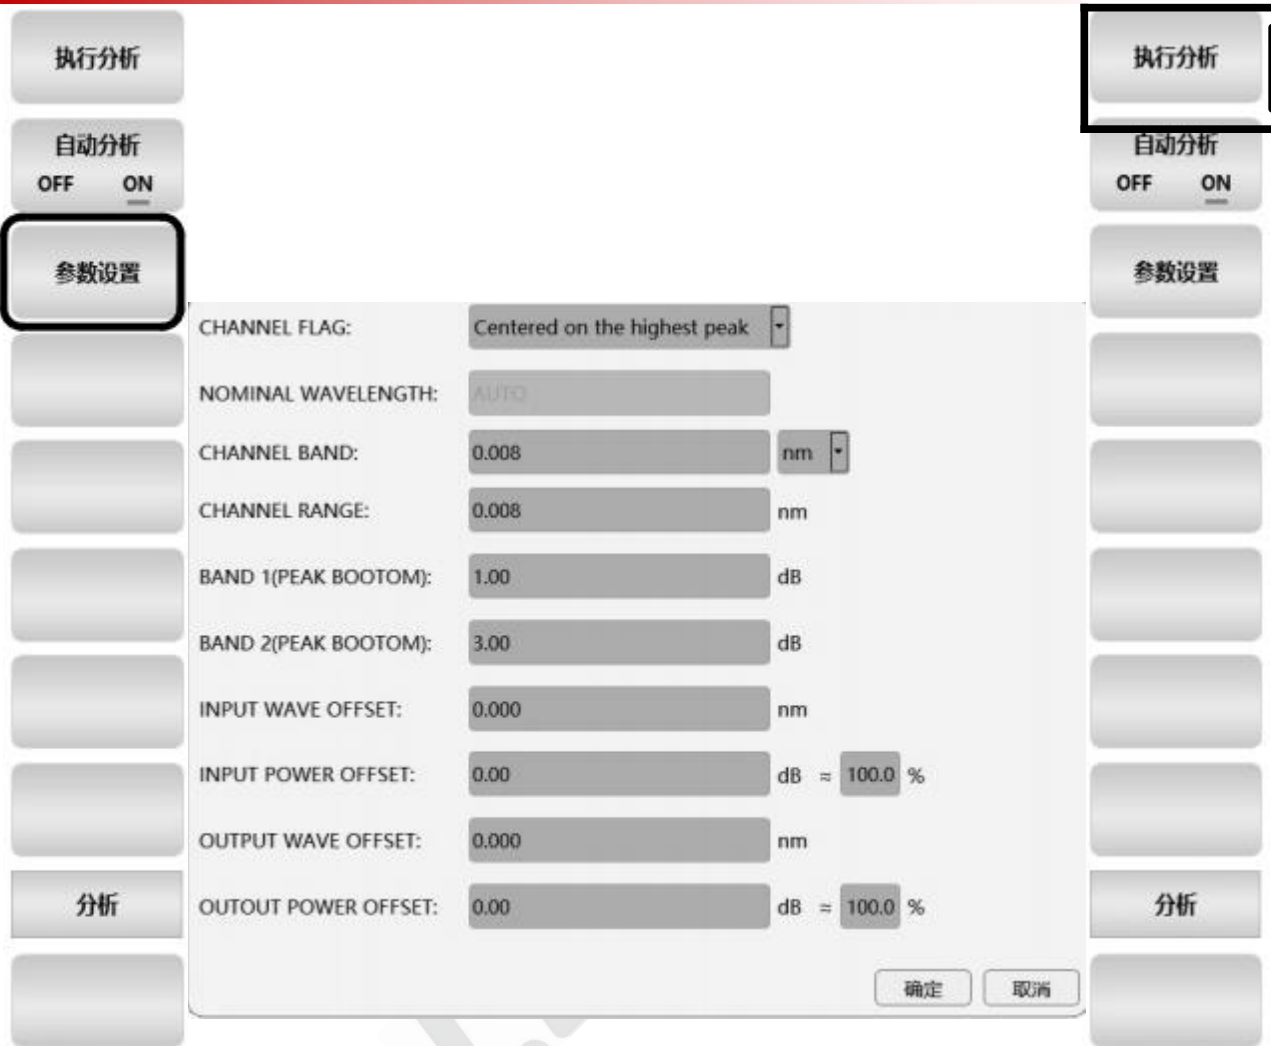 执行分析
自动分析
OFF ON
参数设置
分析
CHANNEL FLAG: Centered on the highest peak
NOMINAL WAVELENGTH: AUTO
CHANNEL BAND: 0.008 nm
CHANNEL RANGE: 0.008 nm
BAND 1(PEAK BOOTOM): 1.00 dB
BAND 2(PEAK BOOTOM): 3.00 dB
INPUT WAVE OFFSET: 0.000 nm
INPUT POWER OFFSET: 0.00 dB ≈ 100.0 %
OUTPUT WAVE OFFSET: 0.000 nm
OUTOUT POWER OFFSET: 0.00 dB ≈ 100.0 %
确定 取消
执行分析
自动分析
OFF ON
参数设置
分析